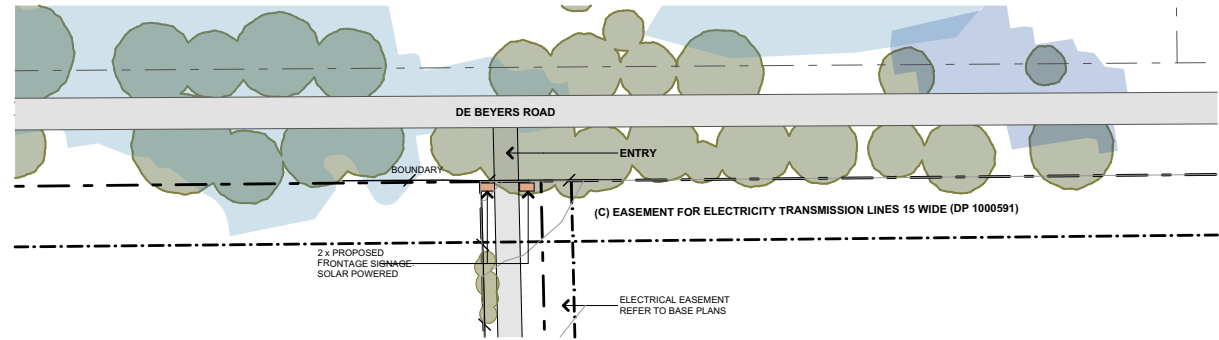 DE BEYERS ROAD
ENTRY
BOUNDARY
(C) EASEMENT FOR ELECTRICITY TRANSMISSION LINES 15 WIDE (DP 1000591)
2 x PROPOSED
FRONTAGE SIGNAGE-
SOLAR POWERED
ELECTRICAL EASEMENT
REFER TO BASE PLANS